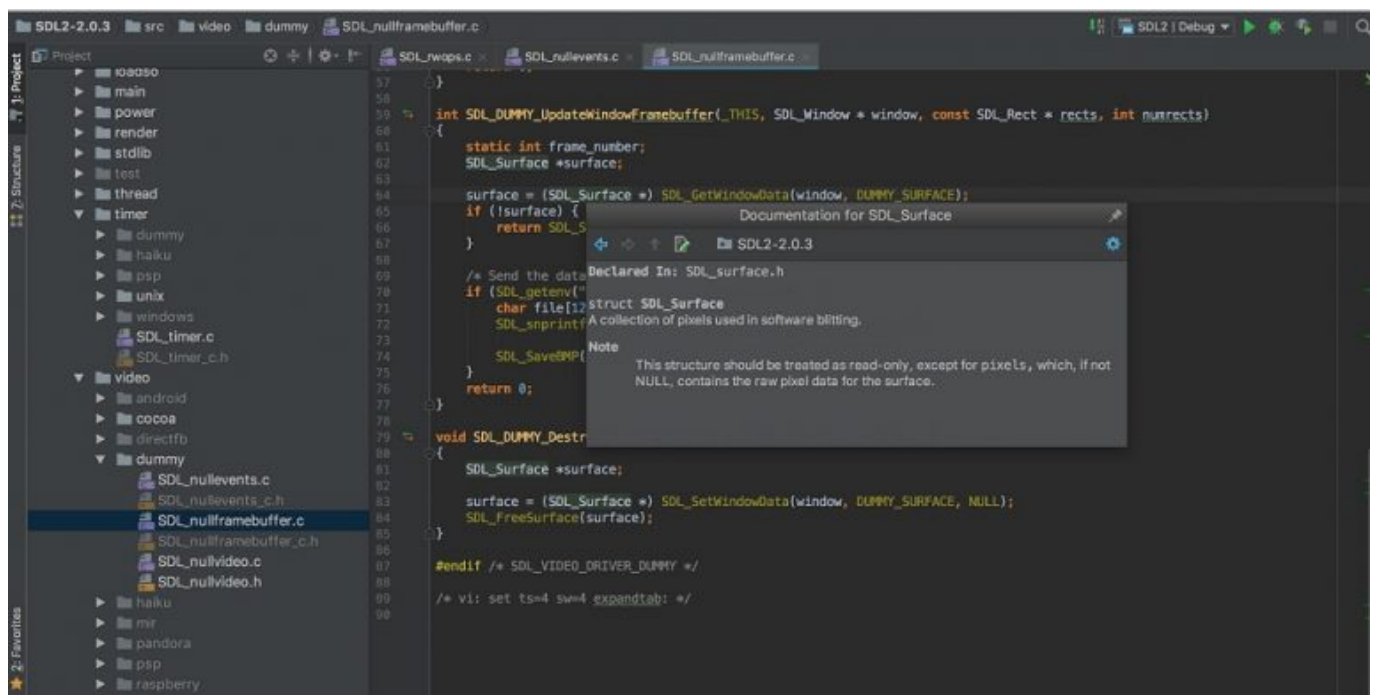 SDL2-2.0.3 src video dummy SDL_nullframebuffer.c
SDL2 | Debug
1: Project
Project
SDL_rwops.c
SDL_nullevents.c
SDL_nullframebuffer.c
loadso
main
power
render
stdlib
test
thread
timer
dummy
haiku
psp
unix
windows
SDL_timer.c
SDL_timer_c.h
video
android
cocoa
directfb
dummy
SDL_nullevents.c
SDL_nullevents_c.h
SDL_nullframebuffer.c
SDL_nullframebuffer_c.h
SDL_nullvideo.c
SDL_nullvideo.h
haiku
mir
pandora
psp
raspberry
7: Structure
2: Favorites
57 }
58
59 int SDL_DUMMY_UpdateWindowFramebuffer(_THIS, SDL_Window * window, const SDL_Rect * rects, int numrects)
60 {
61 static int frame_number;
62 SDL_Surface *surface;
63
64 surface = (SDL_Surface *) SDL_GetWindowData(window, DUMMY_SURFACE);
65 if (!surface) {
66 return SDL_S
67 }
68
69 /* Send the data
70 if (SDL_getenv("
71 char file[12
72 SDL_snprintf
73
74 SDL_SaveBMP(
75 }
76 return 0;
77 }
78
79 void SDL_DUMMY_Destr
80 {
81 SDL_Surface *surface;
82
83 surface = (SDL_Surface *) SDL_SetWindowData(window, DUMMY_SURFACE, NULL);
84 SDL_FreeSurface(surface);
85 }
86
87 #endif /* SDL_VIDEO_DRIVER_DUMMY */
88
89 /* vi: set ts=4 sw=4 expandtab: */
90
Documentation for SDL_Surface
SDL2-2.0.3
Declared In: SDL_surface.h
struct SDL_Surface
A collection of pixels used in software blitting.
Note
This structure should be treated as read-only, except for pixels, which, if not
NULL, contains the raw pixel data for the surface.